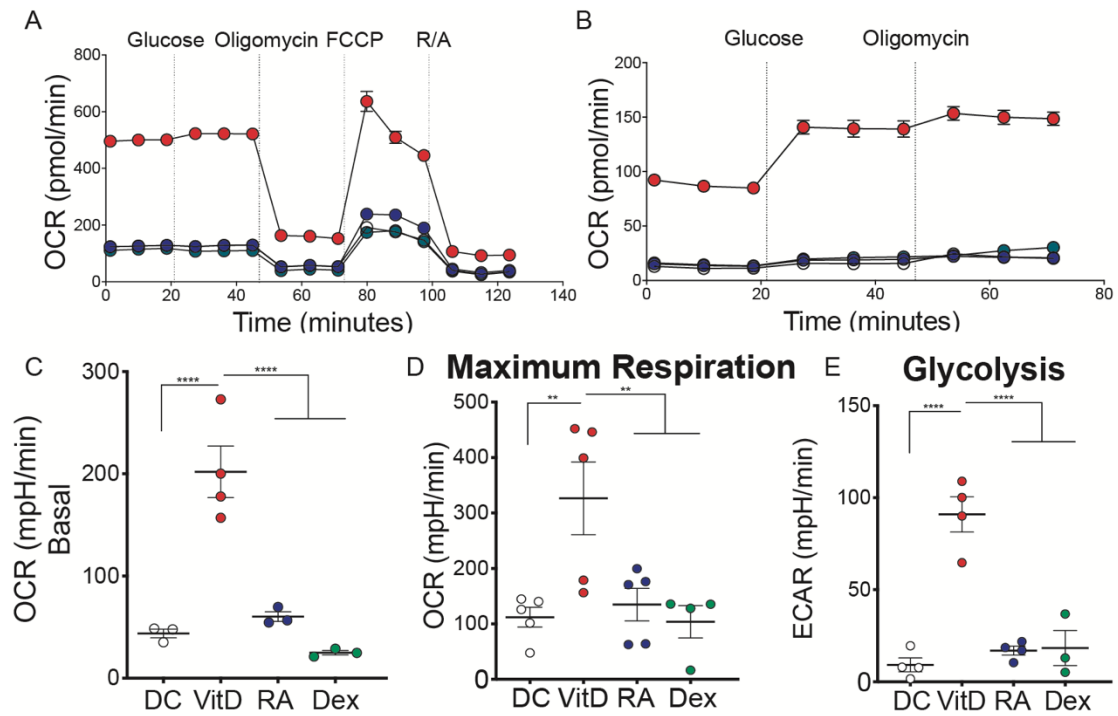 A
Glucose Oligomycin FCCP R/A
OCR (pmol/min)
800
600
400
200
0
0 20 40 60 80 100 120 140
Time (minutes)
B
Glucose Oligomycin
OCR (pmol/min)
200
150
100
50
0
0 20 40 60 80
Time (minutes)
C
OCR (mpH/min)
Basal
300
200
100
0
**** ****
DC VitD RA Dex
D Maximum Respiration
OCR (mpH/min)
500
400
300
200
100
0
** **
DC VitD RA Dex
E Glycolysis
ECAR (mpH/min)
150
100
50
0
**** ****
DC VitD RA Dex